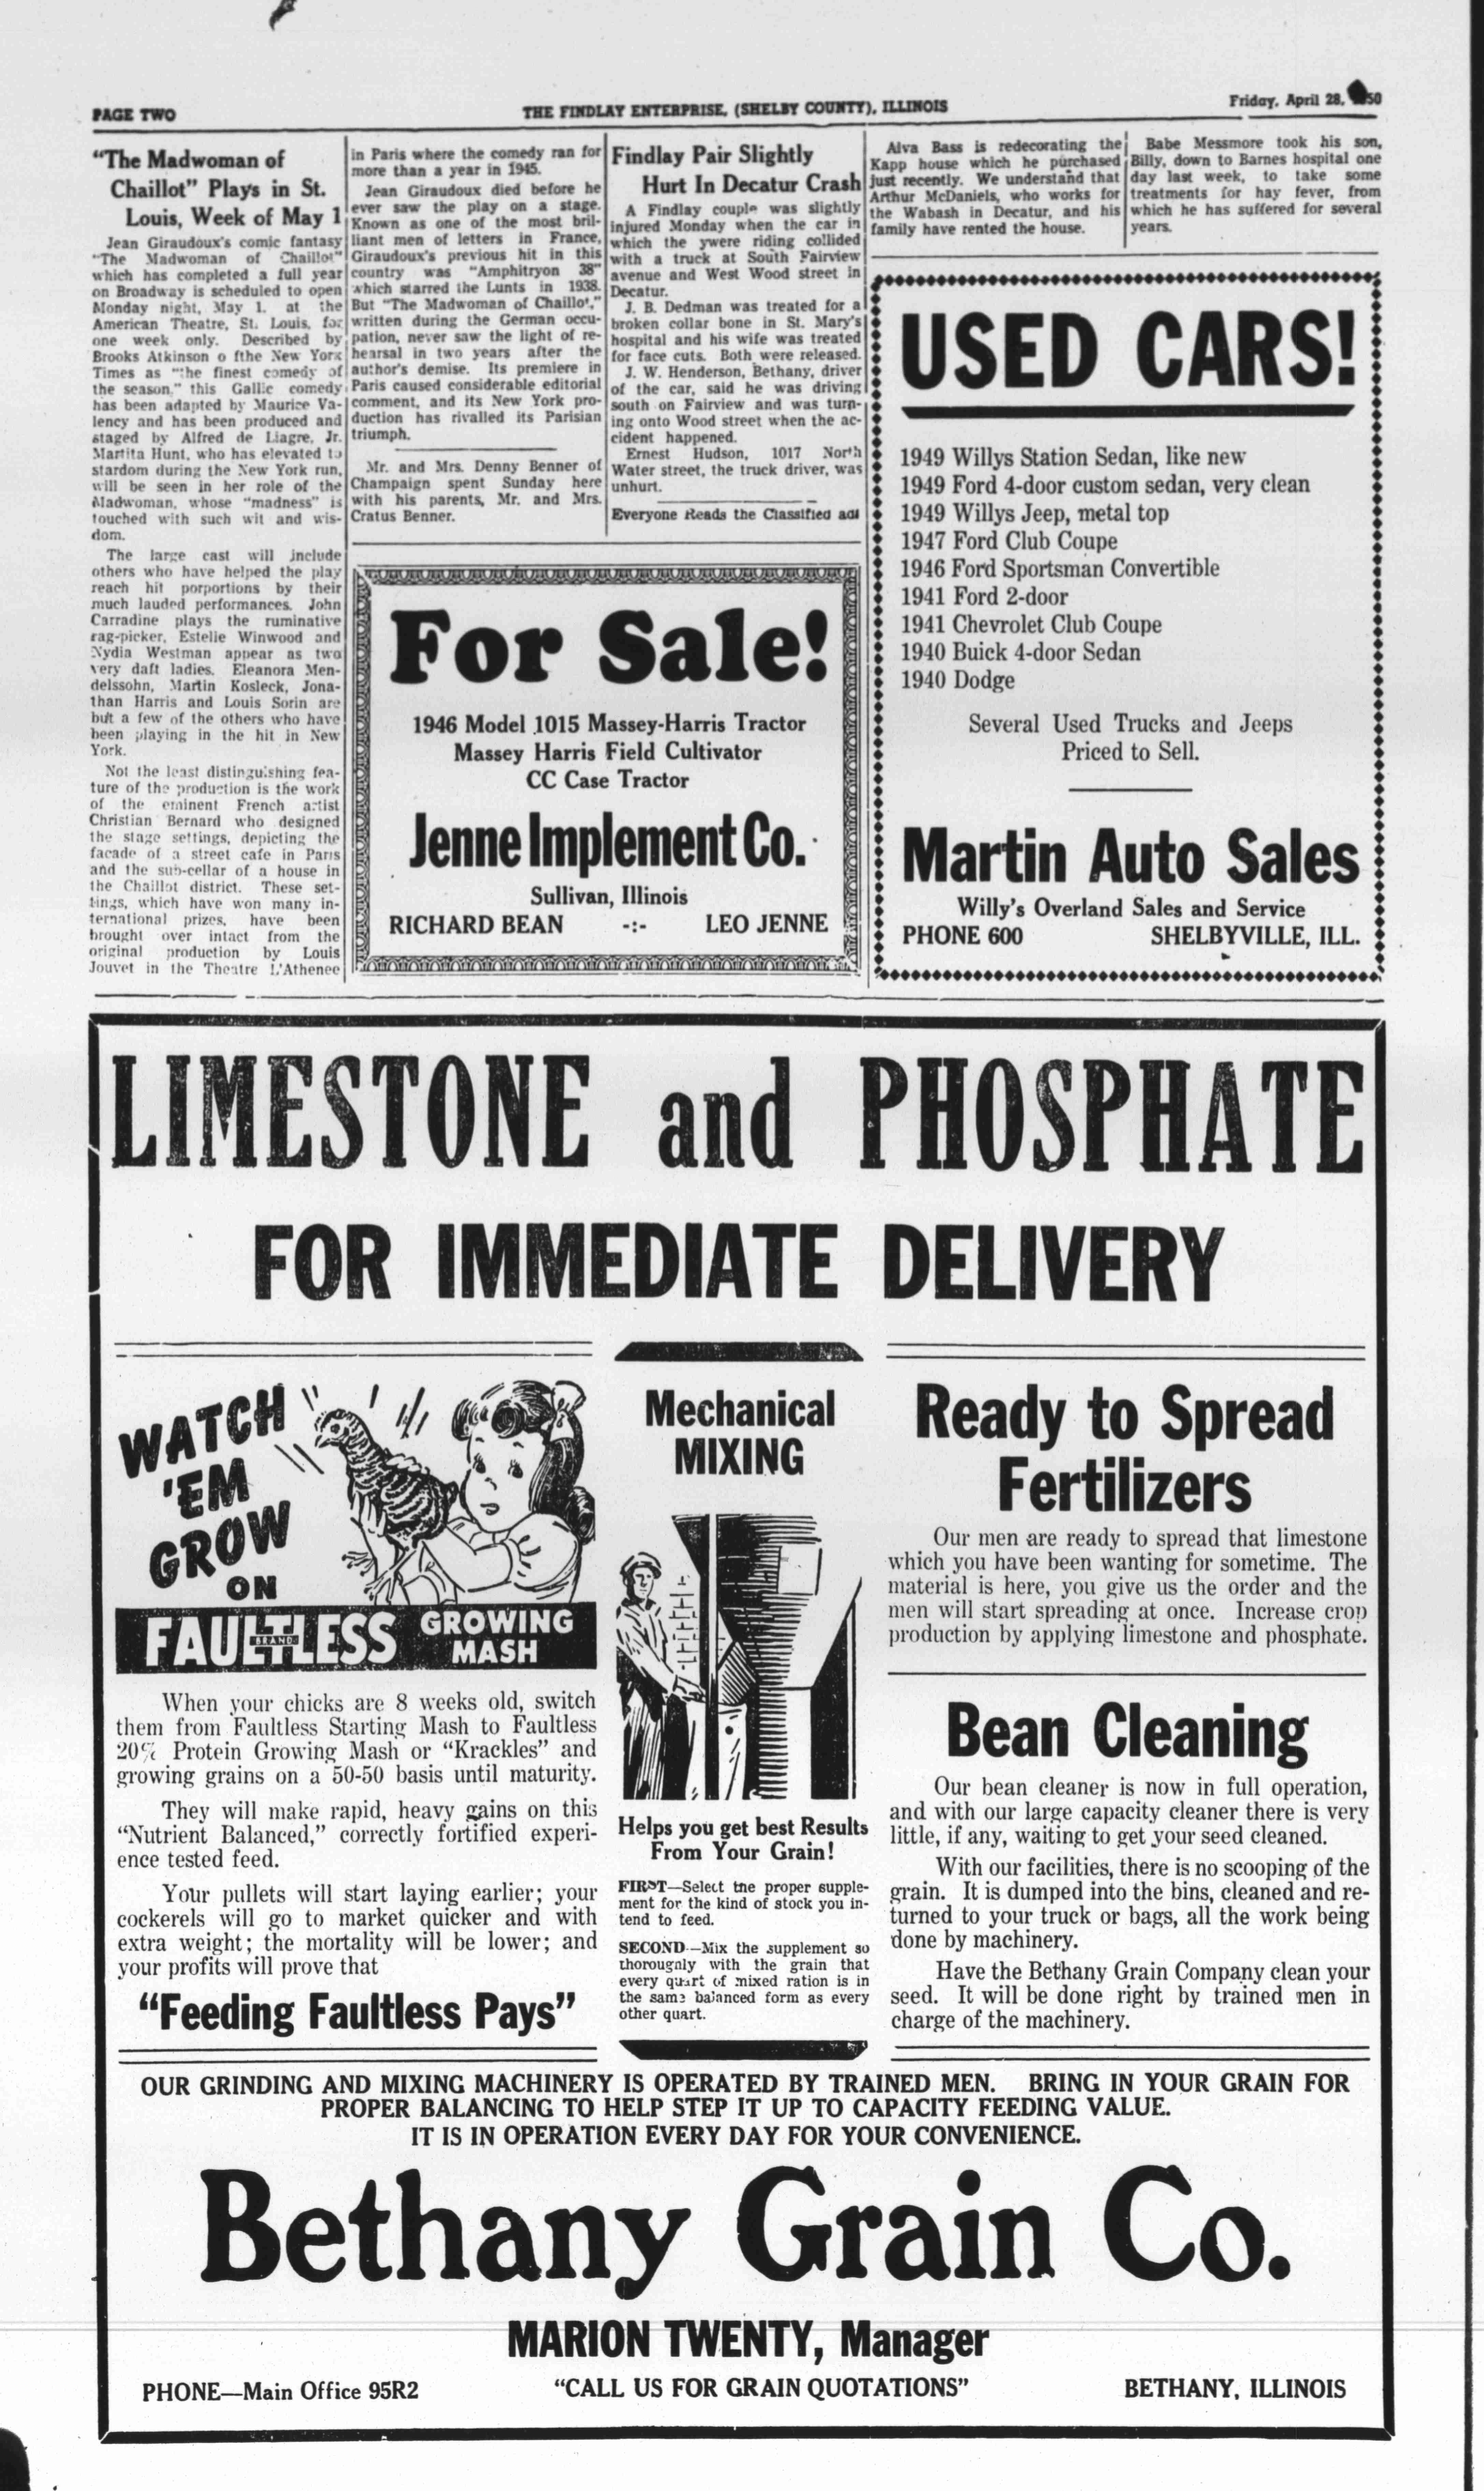 PAGE TWO
THE FINDLAY ENTERPRISE, (SHELBY COUNTY), ILLINOIS
Friday, April 28, 50
"The Madwoman of
Chaillot" Plays in St.
Louis, Week of May 1
Jean Giraudoux's comic fantasy
"The Madwoman of Chaillot"
which has completed a full year
on Broadway is scheduled to open
Monday night, May 1. at the
American Theatre, St. Louis, for
one week only. Described by
Brooks Atkinson o fthe New York
Times as "the finest comedy of
the season," this Gallic comedy
has been adapted by Maurice Va-
lency and has been produced and
staged by Alfred de Liagre, Jr.
Martita Hunt, who has elevated to
stardom during the New York run,
will be seen in her role of the
Madwoman, whose "madness" is
touched with such wit and wis-
dom.
The large cast will include
others who have helped the play
reach hit porportions by their
much lauded performances. John
Carradine plays the ruminative
rag-picker, Estelle Winwood and
Nydia Westman appear as two
very daft ladies. Eleanora Men-
delssohn, Martin Kosleck, Jona-
than Harris and Louis Sorin are
but a few of the others who have
been playing in the hit in New
York.
Not the least distinguishing fea-
ture of the production is the work
of the eminent French artist
Christian Bernard who designed
the stage settings, depicting the
facade of a street cafe in Paris
and the sub-cellar of a house in
the Chaillot district. These set-
tings, which have won many in-
ternational prizes, have been
brought over intact from the
original production by Louis
Jouvet in the Theatre L'Athenee
in Paris where the comedy ran for
more than a year in 1945.
Jean Giraudoux died before he
ever saw the play on a stage.
Known as one of the most bril-
liant men of letters in France,
Giraudoux's previous hit in this
country was "Amphitryon 38"
which starred the Lunts in 1938.
But "The Madwoman of Chaillot,"
written during the German occu-
pation, never saw the light of re-
hearsal in two years after the
author's demise. Its premiere in
Paris caused considerable editorial
comment, and its New York pro-
duction has rivalled its Parisian
triumph.
Mr. and Mrs. Denny Benner of
Champaign spent Sunday here
with his parents, Mr. and Mrs.
Cratus Benner.
Findlay Pair Slightly
Hurt In Decatur Crash
A Findlay couple was slightly
injured Monday when the car in
which the ywere riding collided
with a truck at South Fairview
avenue and West Wood street in
Decatur.
J. B. Dedman was treated for a
broken collar bone in St. Mary's
hospital and his wife was treated
for face cuts. Both were released.
J. W. Henderson, Bethany, driver
of the car, said he was driving
south on Fairview and was turn-
ing onto Wood street when the ac-
cident happened.
Ernest Hudson, 1017 North
Water street, the truck driver, was
unhurt.
Everyone Reads the Classified ads
Alva Bass is redecorating the
Kapp house which he purchased
just recently. We understand that
Arthur McDaniels, who works for
the Wabash in Decatur, and his
family have rented the house.
Babe Messmore took his son,
Billy, down to Barnes hospital one
day last week, to take some
treatments for hay fever, from
which he has suffered for several
years.
For Sale!
1946 Model 1015 Massey-Harris Tractor
Massey Harris Field Cultivator
CC Case Tractor
Jenne Implement Co.
Sullivan, Illinois
RICHARD BEAN -:- LEO JENNE
USED CARS!
1949 Willys Station Sedan, like new
1949 Ford 4-door custom sedan, very clean
1949 Willys Jeep, metal top
1947 Ford Club Coupe
1946 Ford Sportsman Convertible
1941 Ford 2-door
1941 Chevrolet Club Coupe
1940 Buick 4-door Sedan
1940 Dodge
Several Used Trucks and Jeeps
Priced to Sell.
Martin Auto Sales
Willy's Overland Sales and Service
PHONE 600 SHELBYVILLE, ILL.
LIMESTONE and PHOSPHATE
FOR IMMEDIATE DELIVERY
WATCH
'EM
GROW
ON
FAULTLESS
BRAND
GROWING
MASH
When your chicks are 8 weeks old, switch
them from Faultless Starting Mash to Faultless
20% Protein Growing Mash or "Krackles" and
growing grains on a 50-50 basis until maturity.
They will make rapid, heavy gains on this
"Nutrient Balanced," correctly fortified experi-
ence tested feed.
Your pullets will start laying earlier; your
cockerels will go to market quicker and with
extra weight; the mortality will be lower; and
your profits will prove that
"Feeding Faultless Pays"
Mechanical
MIXING
Helps you get best Results
From Your Grain!
FIRST—Select the proper supple-
ment for the kind of stock you in-
tend to feed.
SECOND—Mix the supplement so
thorougnly with the grain that
every quart of mixed ration is in
the same balanced form as every
other quart.
Ready to Spread
Fertilizers
Our men are ready to spread that limestone
which you have been wanting for sometime. The
material is here, you give us the order and the
men will start spreading at once. Increase crop
production by applying limestone and phosphate.
Bean Cleaning
Our bean cleaner is now in full operation,
and with our large capacity cleaner there is very
little, if any, waiting to get your seed cleaned.
With our facilities, there is no scooping of the
grain. It is dumped into the bins, cleaned and re-
turned to your truck or bags, all the work being
done by machinery.
Have the Bethany Grain Company clean your
seed. It will be done right by trained men in
charge of the machinery.
OUR GRINDING AND MIXING MACHINERY IS OPERATED BY TRAINED MEN. BRING IN YOUR GRAIN FOR
PROPER BALANCING TO HELP STEP IT UP TO CAPACITY FEEDING VALUE.
IT IS IN OPERATION EVERY DAY FOR YOUR CONVENIENCE.
Bethany Grain Co.
MARION TWENTY, Manager
PHONE—Main Office 95R2 "CALL US FOR GRAIN QUOTATIONS" BETHANY, ILLINOIS